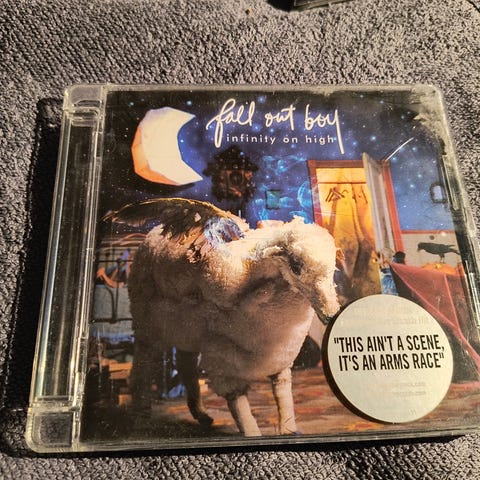 fall out boy
infinity on high
"THIS AIN'T A SCENE,
IT'S AN ARMS RACE"